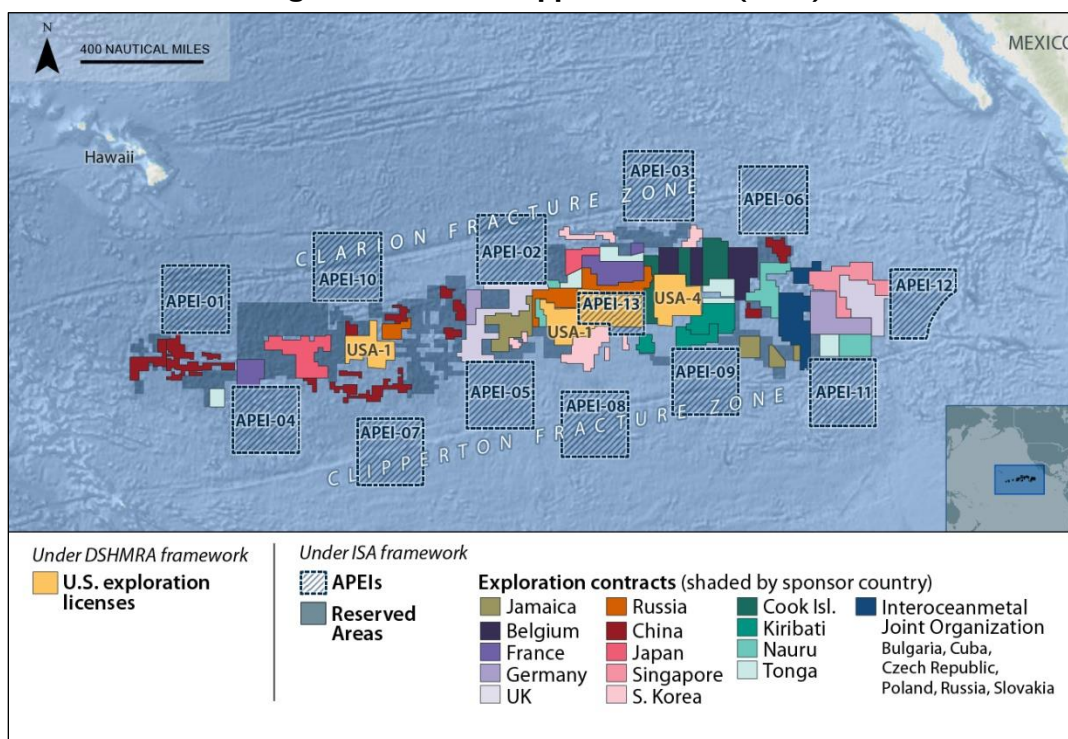 N
400 NAUTICAL MILES
MEXICO
Hawaii
CLARION FRACTURE ZONE
APEI-03
APEI-06
APEI-02
APEI-10
APEI-01
APEI-12
APEI-13
USA-4
USA-1
USA-1
APEI-09
APEI-05
APEI-11
APEI-08
APEI-04
APEI-07
CLIPPERTON FRACTURE ZONE
Under DSHMRA framework
U.S. exploration
licenses
Under ISA framework
APEIs
Reserved
Areas
Exploration contracts (shaded by sponsor country)
Jamaica
Belgium
France
Germany
UK
Russia
China
Japan
Singapore
S. Korea
Cook Isl.
Kiribati
Nauru
Tonga
Interoceanmetal
Joint Organization
Bulgaria, Cuba,
Czech Republic,
Poland, Russia, Slovakia